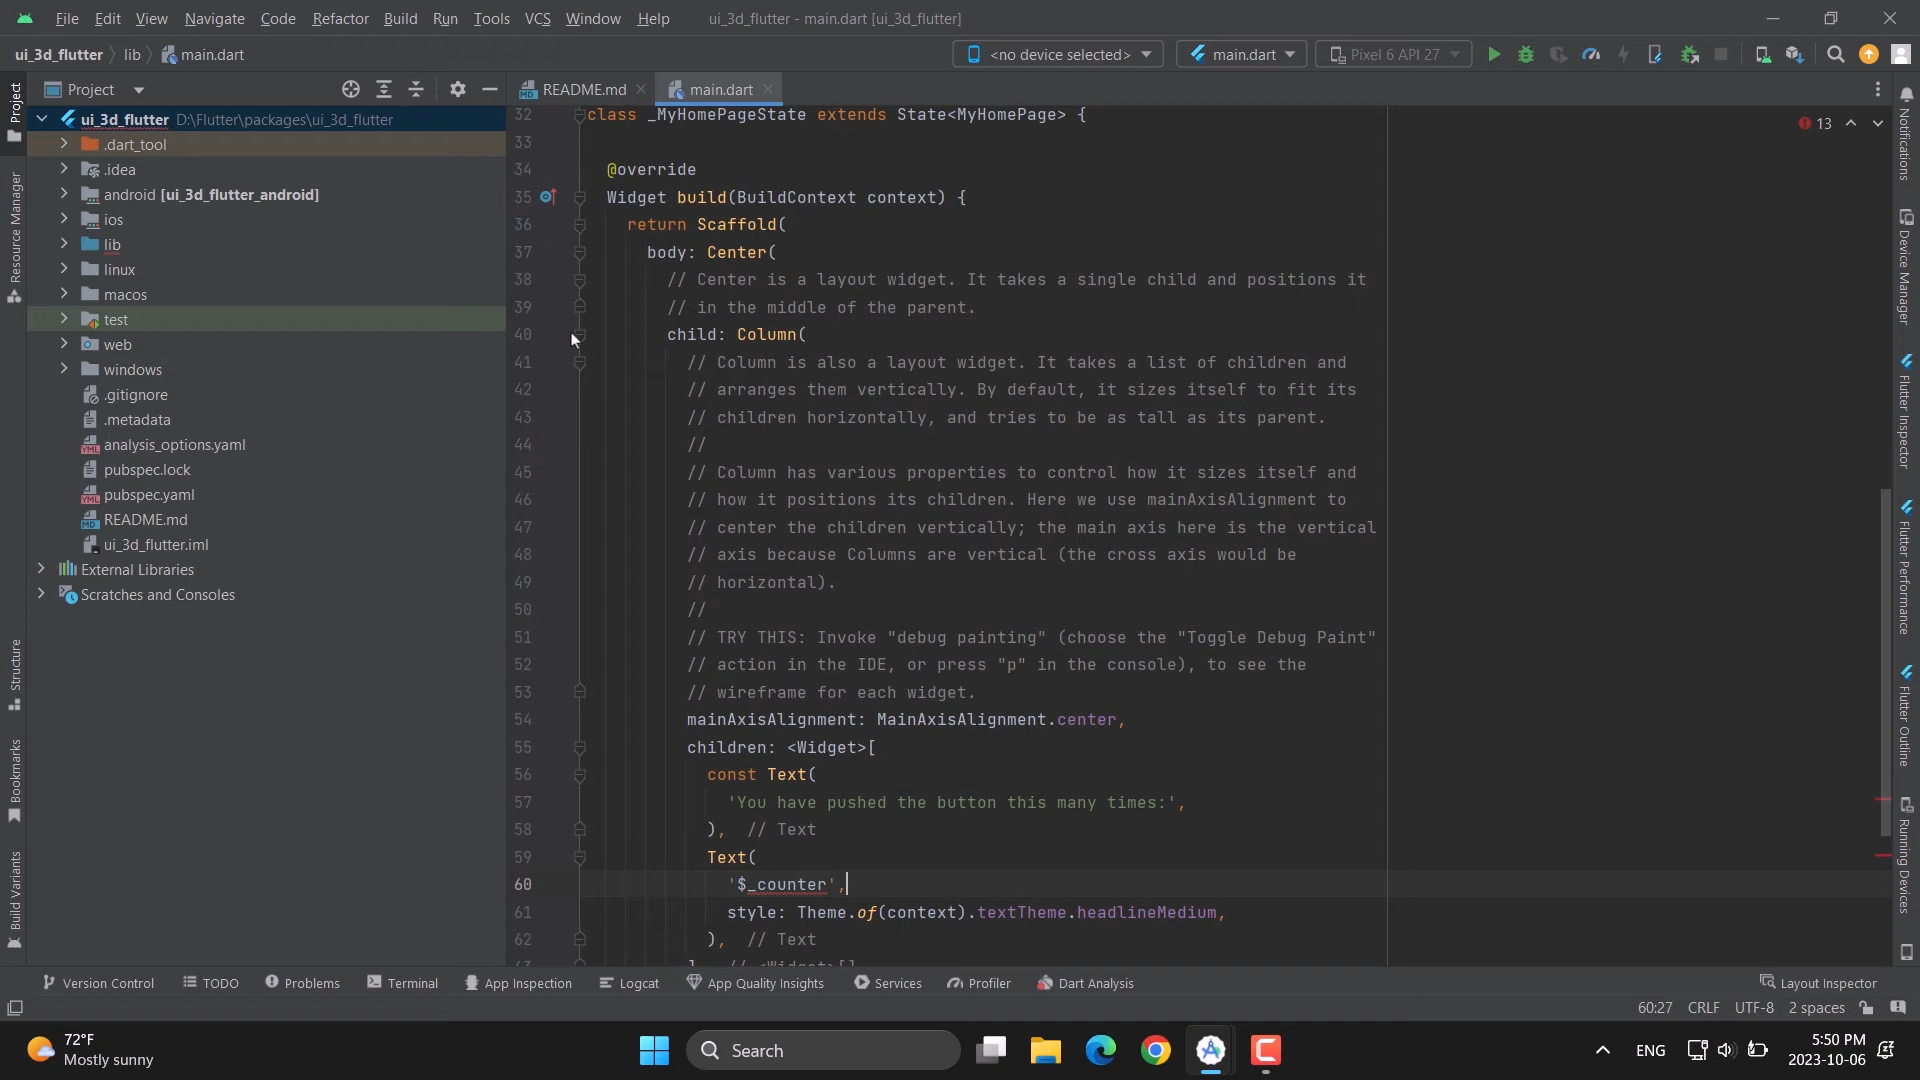 File Edit View Navigate Code Refactor Build Run Tools VCS Window Help ui_3d_flutter - main.dart [ui_3d_flutter]
ui_3d_flutter lib main.dart <no device selected> main.dart Pixel 6 API 27
Project README.md main.dart
ui_3d_flutter D:\Flutter\packages\ui_3d_flutter
.dart_tool
.idea
android [ui_3d_flutter_android]
ios
lib
linux
macos
test
web
windows
.gitignore
.metadata
analysis_options.yaml
pubspec.lock
pubspec.yaml
README.md
ui_3d_flutter.iml
External Libraries
Scratches and Consoles
Project
Resource Manager
Structure
Bookmarks
Build Variants
13
32 class _MyHomePageState extends State<MyHomePage> {
33
34 @override
35 Widget build(BuildContext context) {
36 return Scaffold(
37 body: Center(
38 // Center is a layout widget. It takes a single child and positions it
39 // in the middle of the parent.
40 child: Column(
41 // Column is also a layout widget. It takes a list of children and
42 // arranges them vertically. By default, it sizes itself to fit its
43 // children horizontally, and tries to be as tall as its parent.
44 //
45 // Column has various properties to control how it sizes itself and
46 // how it positions its children. Here we use mainAxisAlignment to
47 // center the children vertically; the main axis here is the vertical
48 // axis because Columns are vertical (the cross axis would be
49 // horizontal).
50 //
51 // TRY THIS: Invoke "debug painting" (choose the "Toggle Debug Paint"
52 // action in the IDE, or press "p" in the console), to see the
53 // wireframe for each widget.
54 mainAxisAlignment: MainAxisAlignment.center,
55 children: <Widget>[
56 const Text(
57 'You have pushed the button this many times:',
58 ), // Text
59 Text(
60 '$_counter',
61 style: Theme.of(context).textTheme.headlineMedium,
62 ), // Text
63 ], // <Widget>[]
Notifications
Device Manager
Flutter Inspector
Flutter Performance
Flutter Outline
Running Devices
Version Control TODO Problems Terminal App Inspection Logcat App Quality Insights Services Profiler Dart Analysis Layout Inspector
60:27 CRLF UTF-8 2 spaces
72°F
Mostly sunny
Search
ENG
5:50 PM
2023-10-06